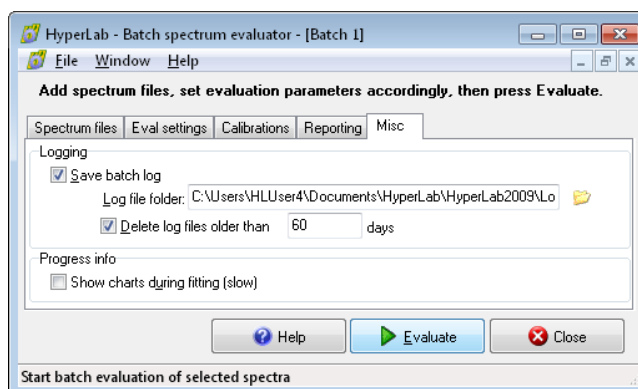 HyperLab - Batch spectrum evaluator - [Batch 1]
File Window Help
Add spectrum files, set evaluation parameters accordingly, then press Evaluate.
Spectrum files Eval settings Calibrations Reporting Misc
Logging
Save batch log
Log file folder: C:\Users\HLUser4\Documents\HyperLab\HyperLab2009\Lo
Delete log files older than 60 days
Progress info
Show charts during fitting (slow)
Help Evaluate Close
Start batch evaluation of selected spectra